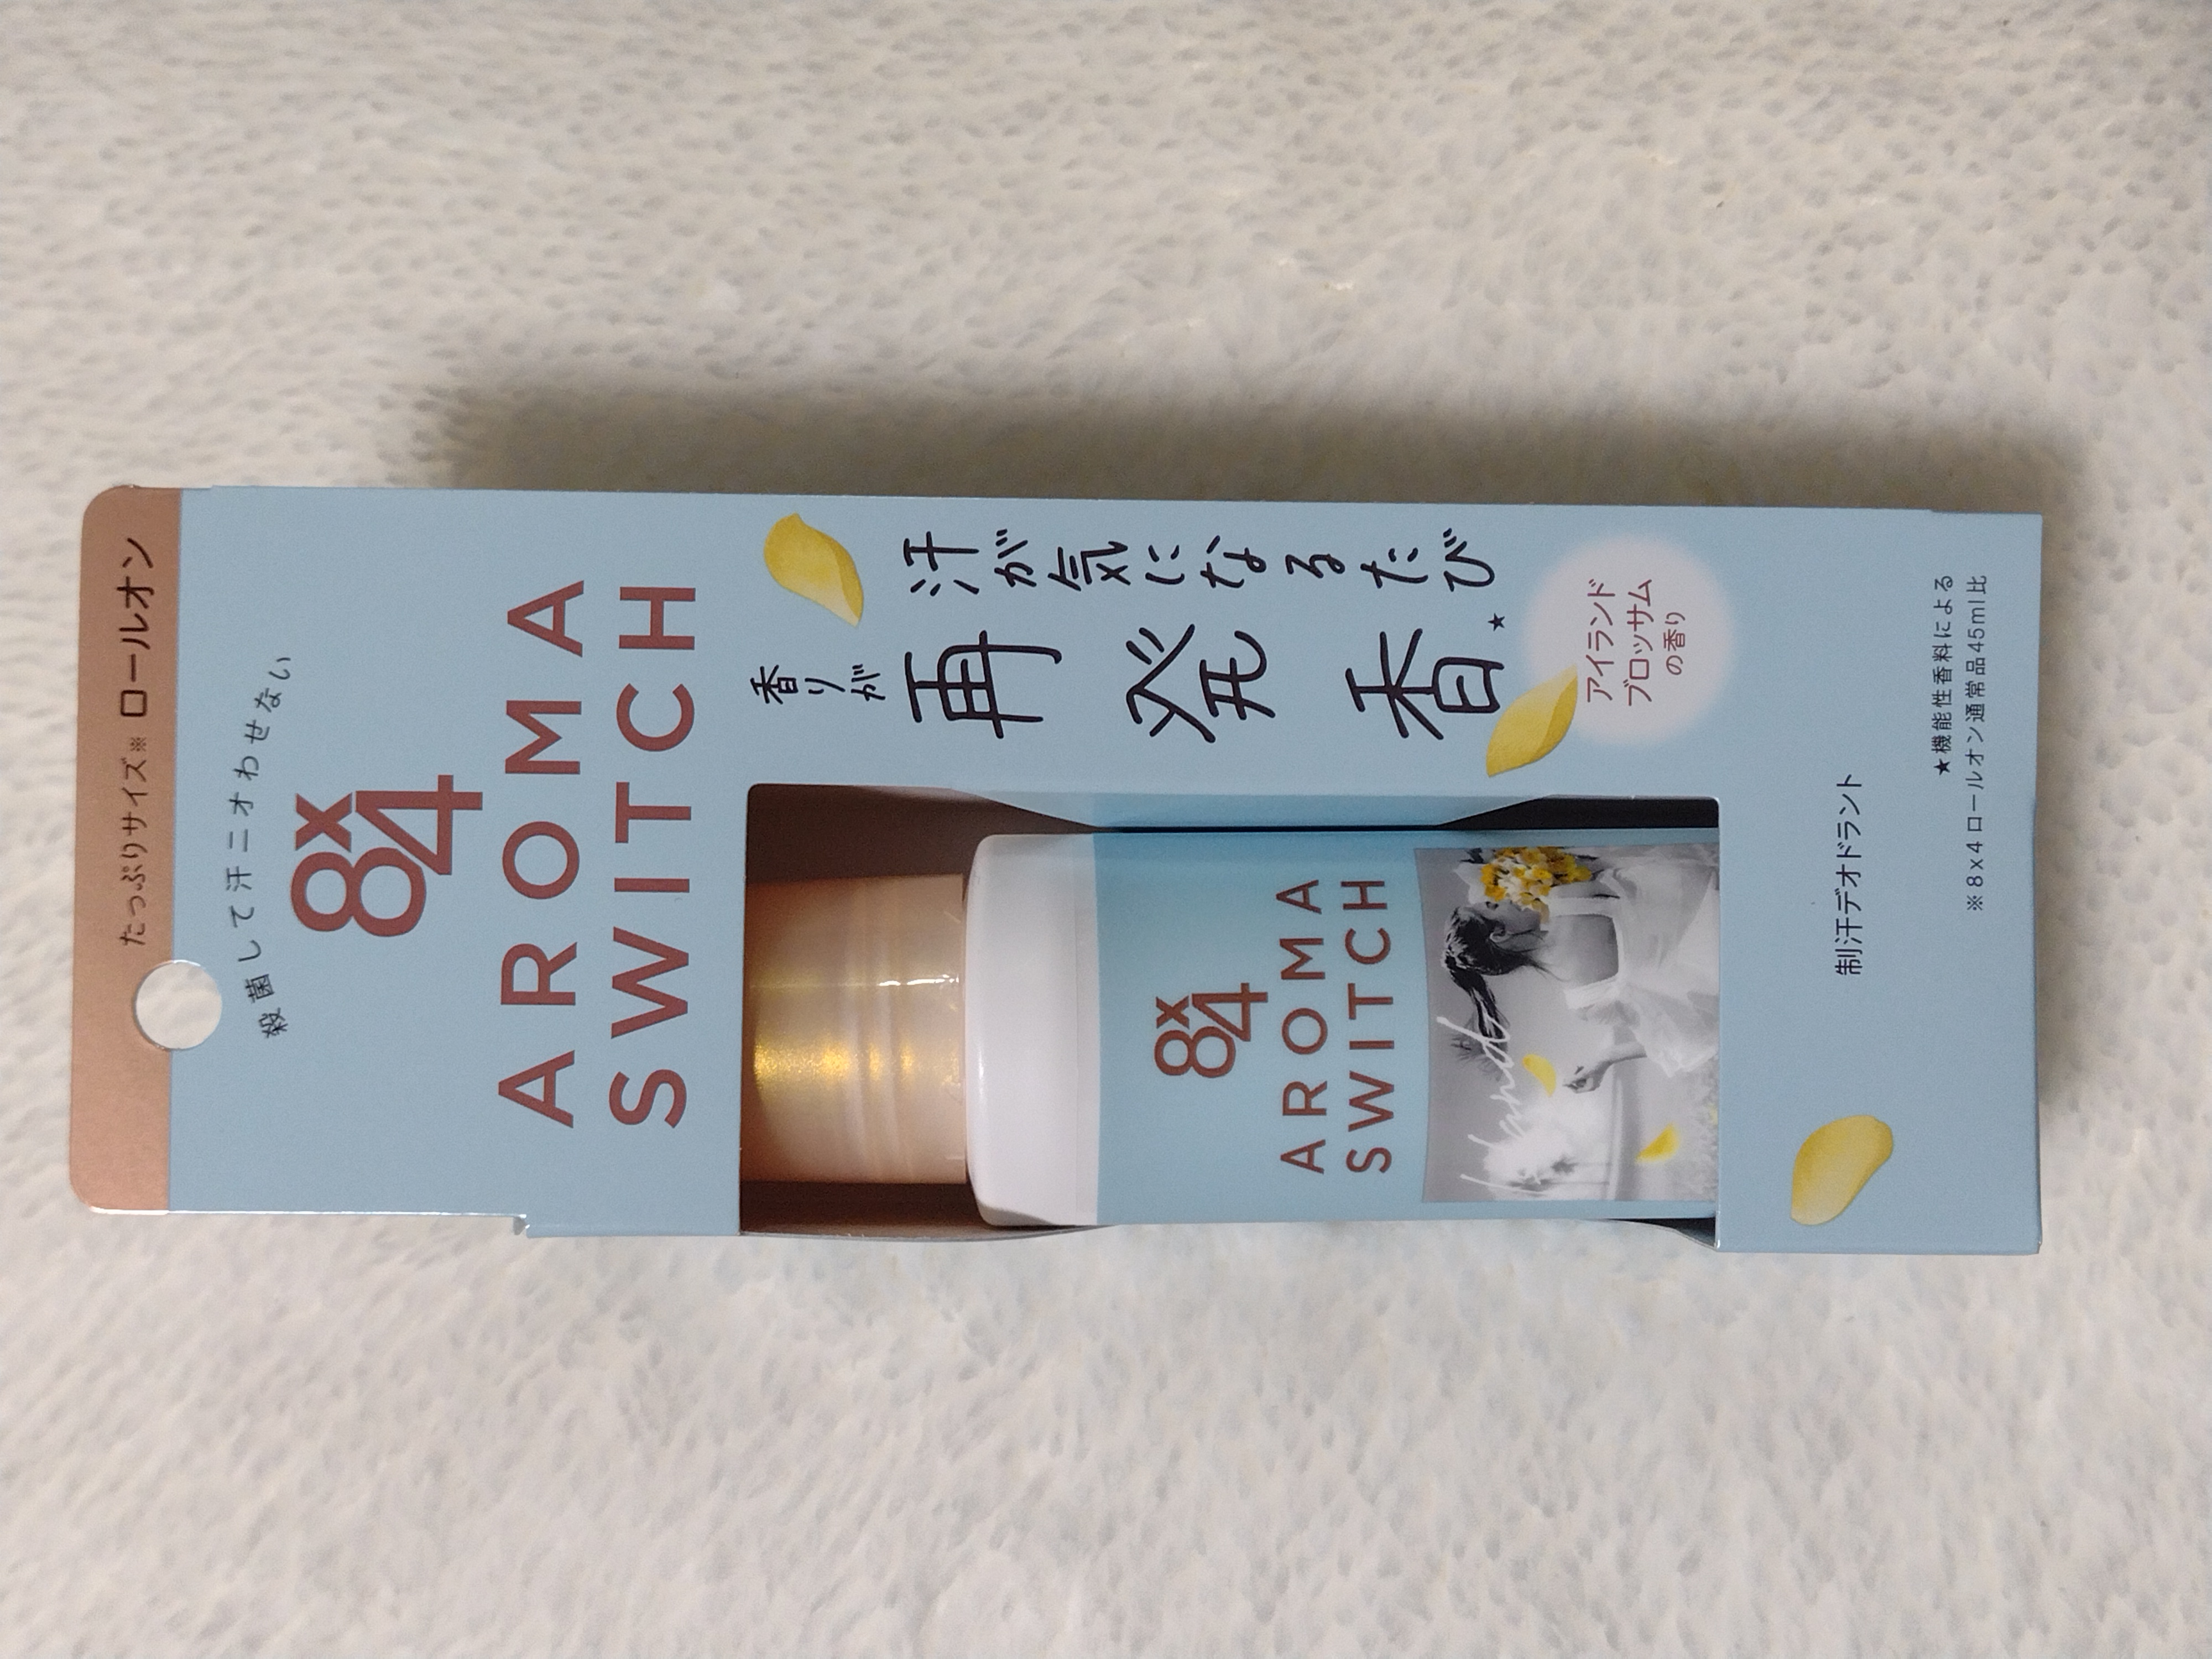 たっぷりサイズ※ ロールオン
殺菌して汗ニオわせない
8x4
AROMA
SWITCH
汗が気になるたび
香りが
再発香★
アイランド
ブロッサム
の香り
8x4
AROMA
SWITCH
Island
制汗デオドラント
★機能性香料による
※8x4ロールオン通常品45ml比